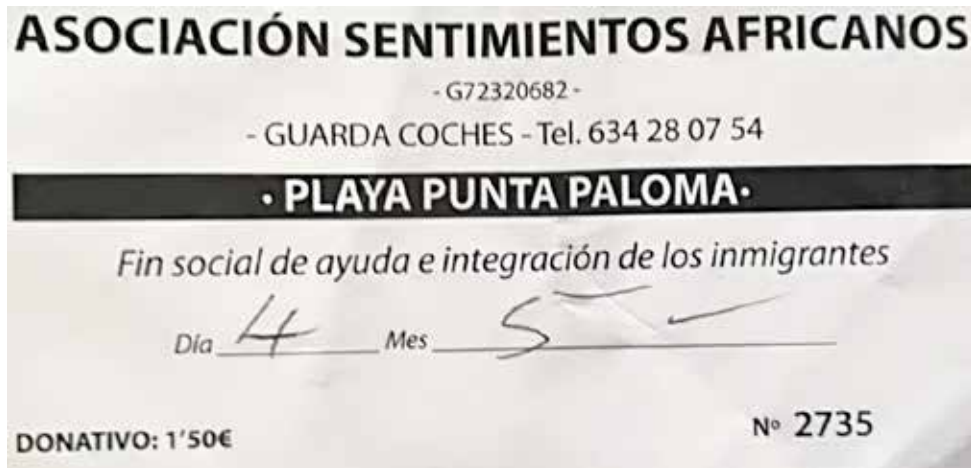 ASOCIACIÓN SENTIMIENTOS AFRICANOS
- G72320682 -
- GUARDA COCHES - Tel. 634 28 07 54
· PLAYA PUNTA PALOMA·
Fin social de ayuda e integración de los inmigrantes
Día 4 Mes 5
DONATIVO: 1'50€ Nº 2735